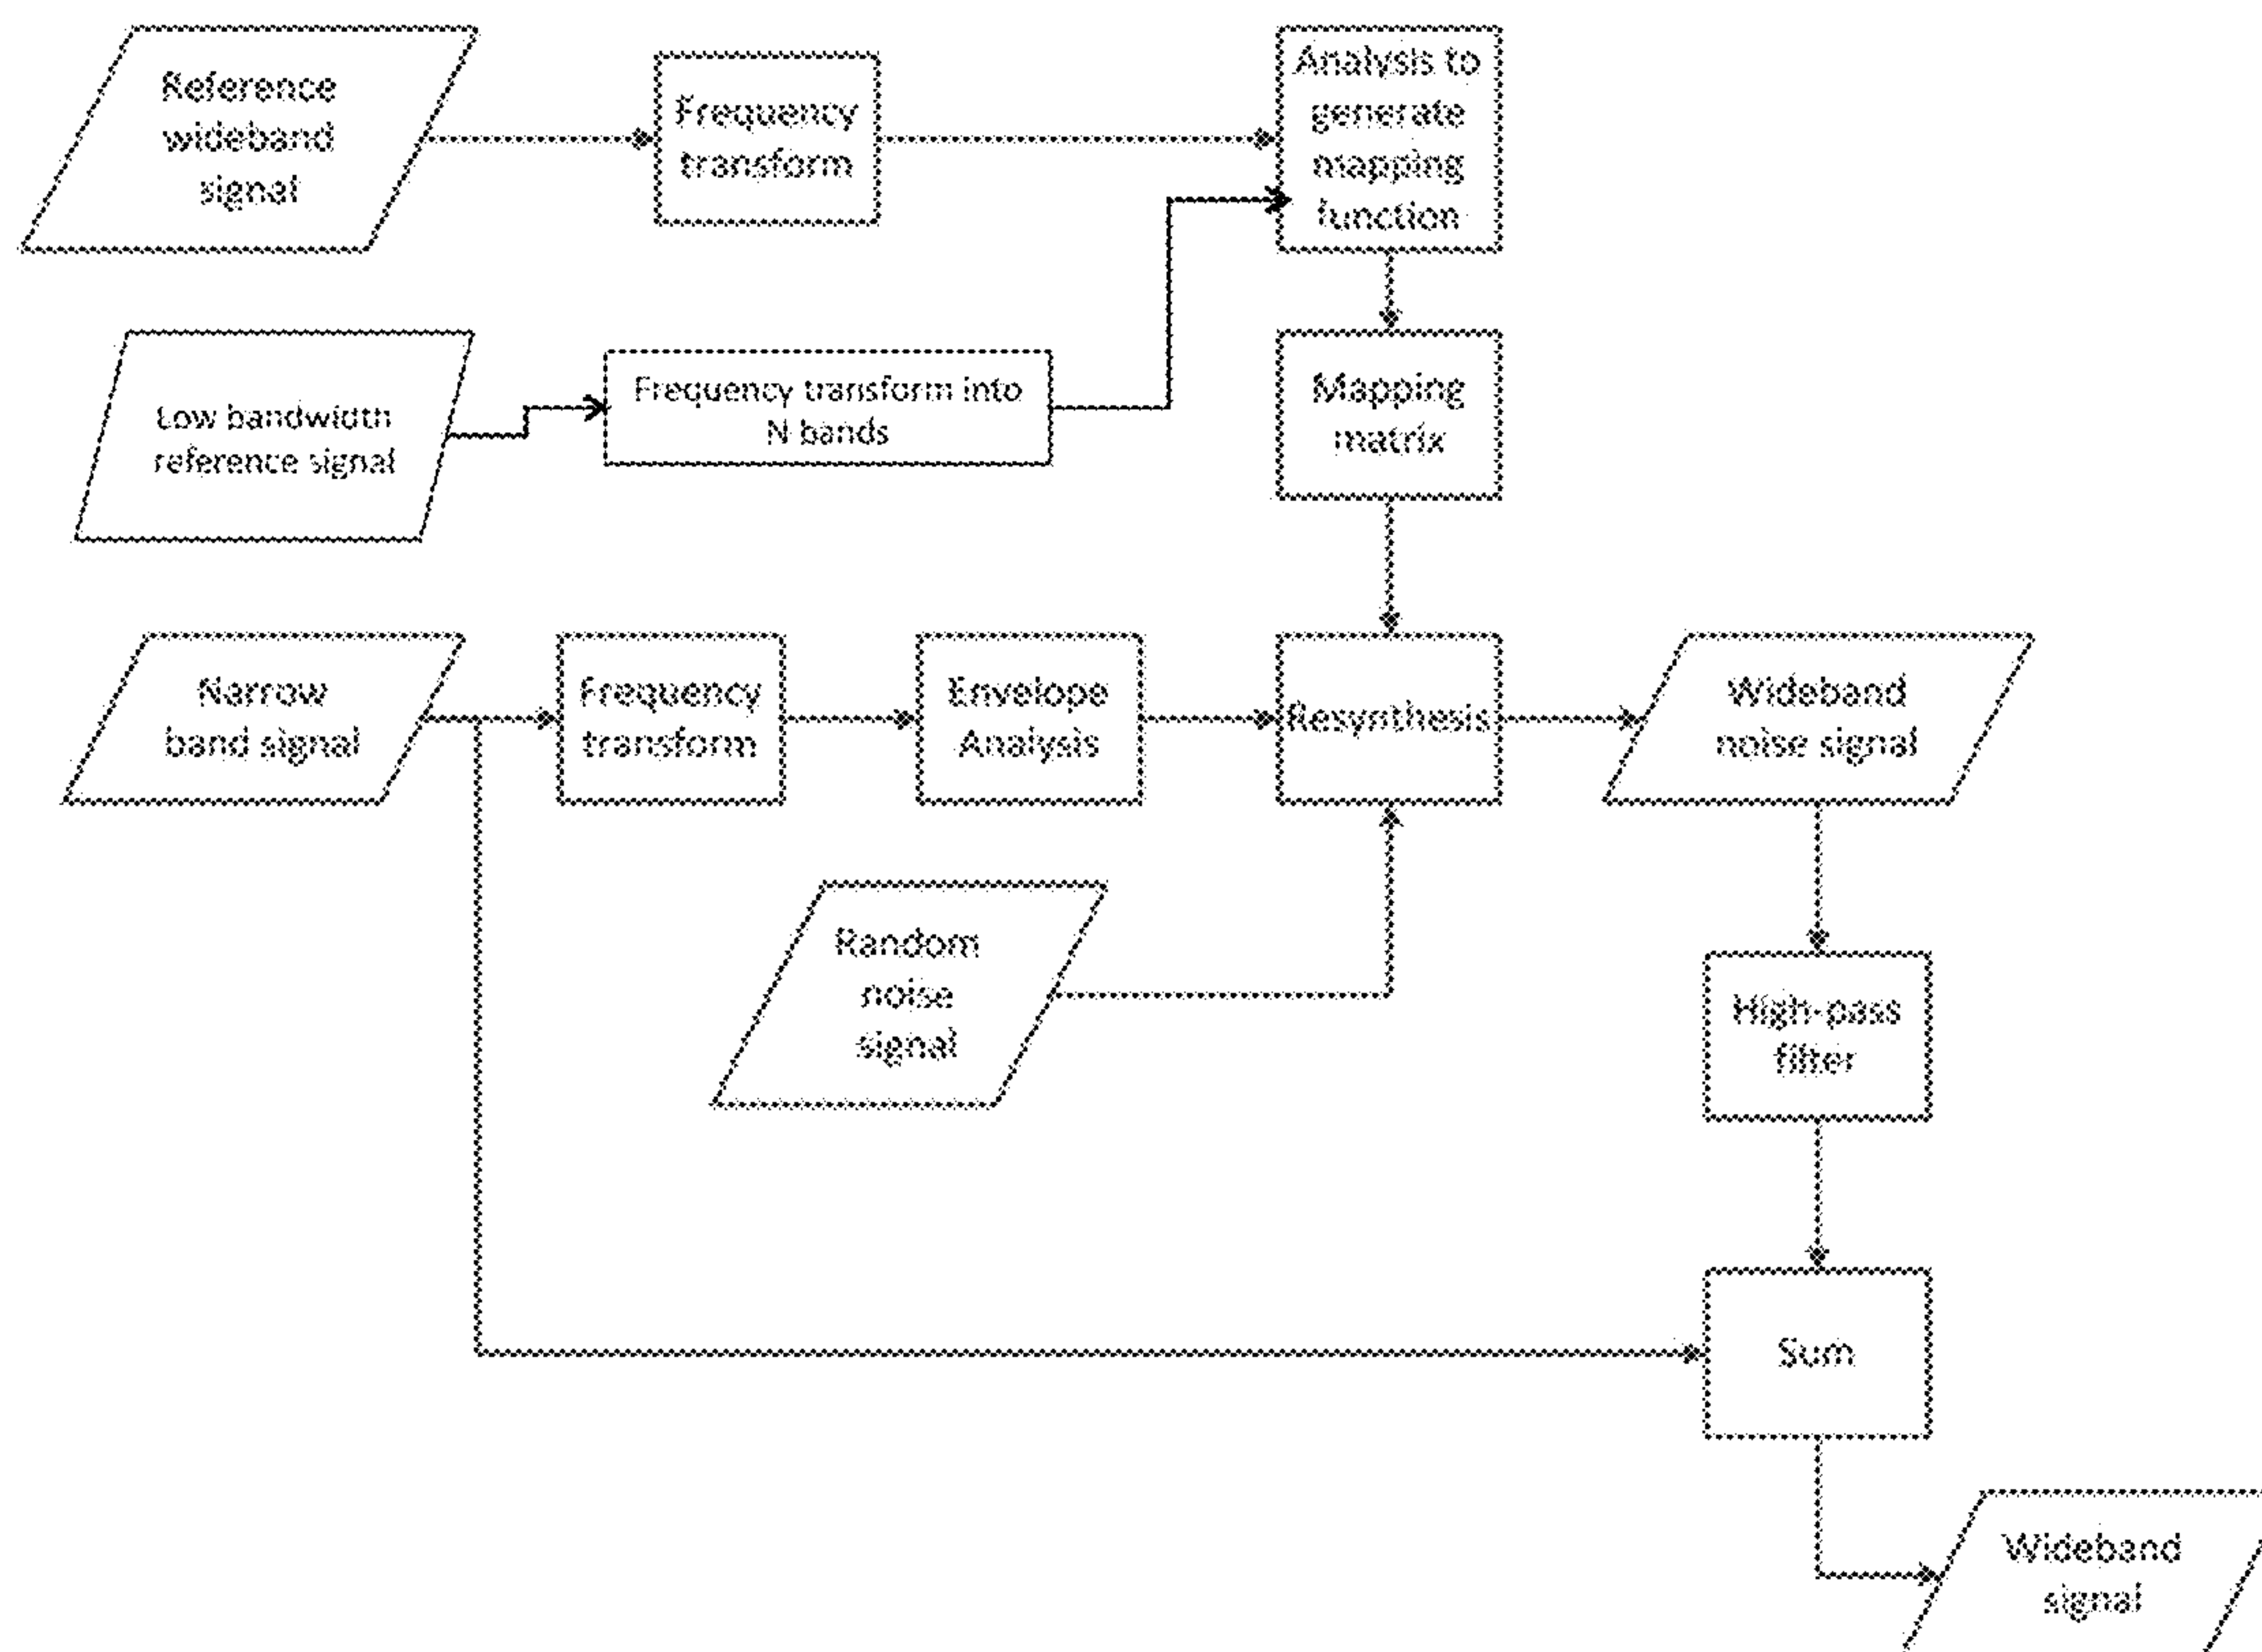 Reference
wideband
signal
Frequency
transform
Analysis to
generate
mapping
function
Low bandwidth
reference signal
Frequency transform into
N bands
Mapping
matrix
Narrow
band signal
Frequency
transform
Envelope
Analysis
Resynthesis
Wideband
noise signal
Random
noise
signal
High-pass
filter
Sum
Wideband
signal